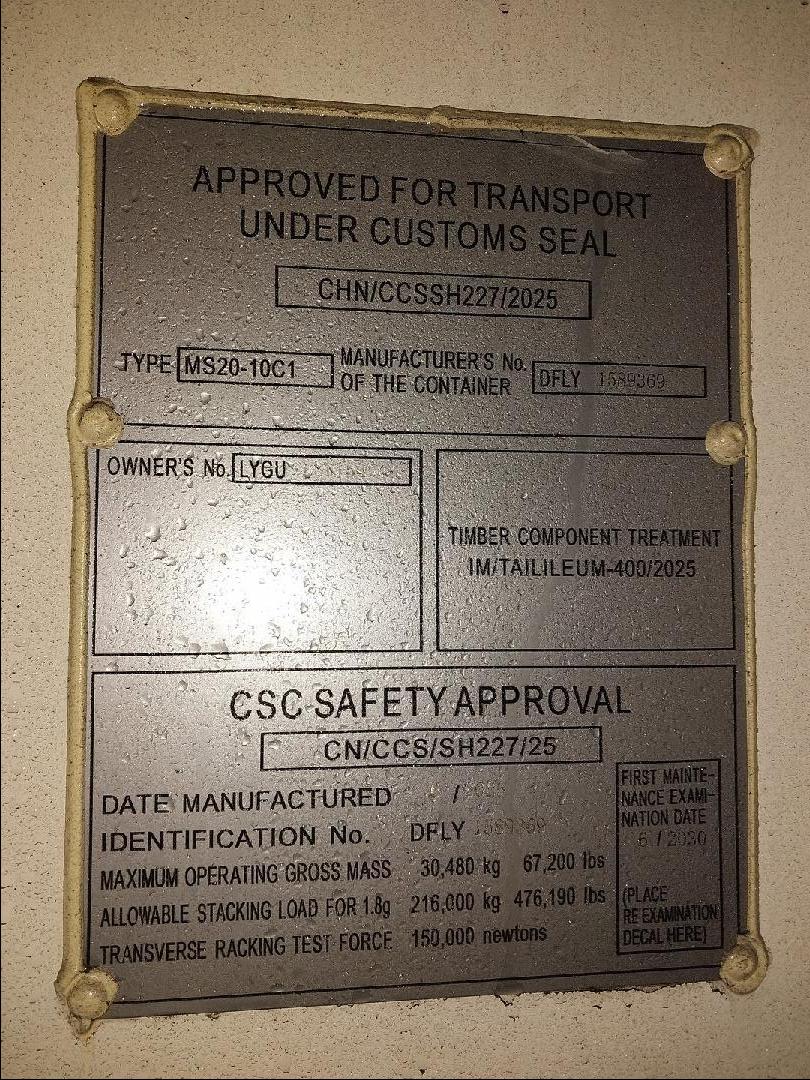 APPROVED FOR TRANSPORT
UNDER CUSTOMS SEAL
CHN/CCSSH227/2025
TYPE MS20-10C1 MANUFACTURER'S No. OF THE CONTAINER DFLY 1589369
OWNER'S No. LYGU
TIMBER COMPONENT TREATMENT
IM/TAILILEUM-400/2025
CSC SAFETY APPROVAL
CN/CCS/SH227/25
DATE MANUFACTURED /
IDENTIFICATION No. DFLY 1589369
MAXIMUM OPERATING GROSS MASS 30,480 kg 67,200 lbs
ALLOWABLE STACKING LOAD FOR 1.8g 216,000 kg 476,190 lbs
TRANSVERSE RACKING TEST FORCE 150,000 newtons
FIRST MAINTE-
NANCE EXAMI-
NATION DATE
6 / 2030
(PLACE
RE EXAMINATION
DECAL HERE)